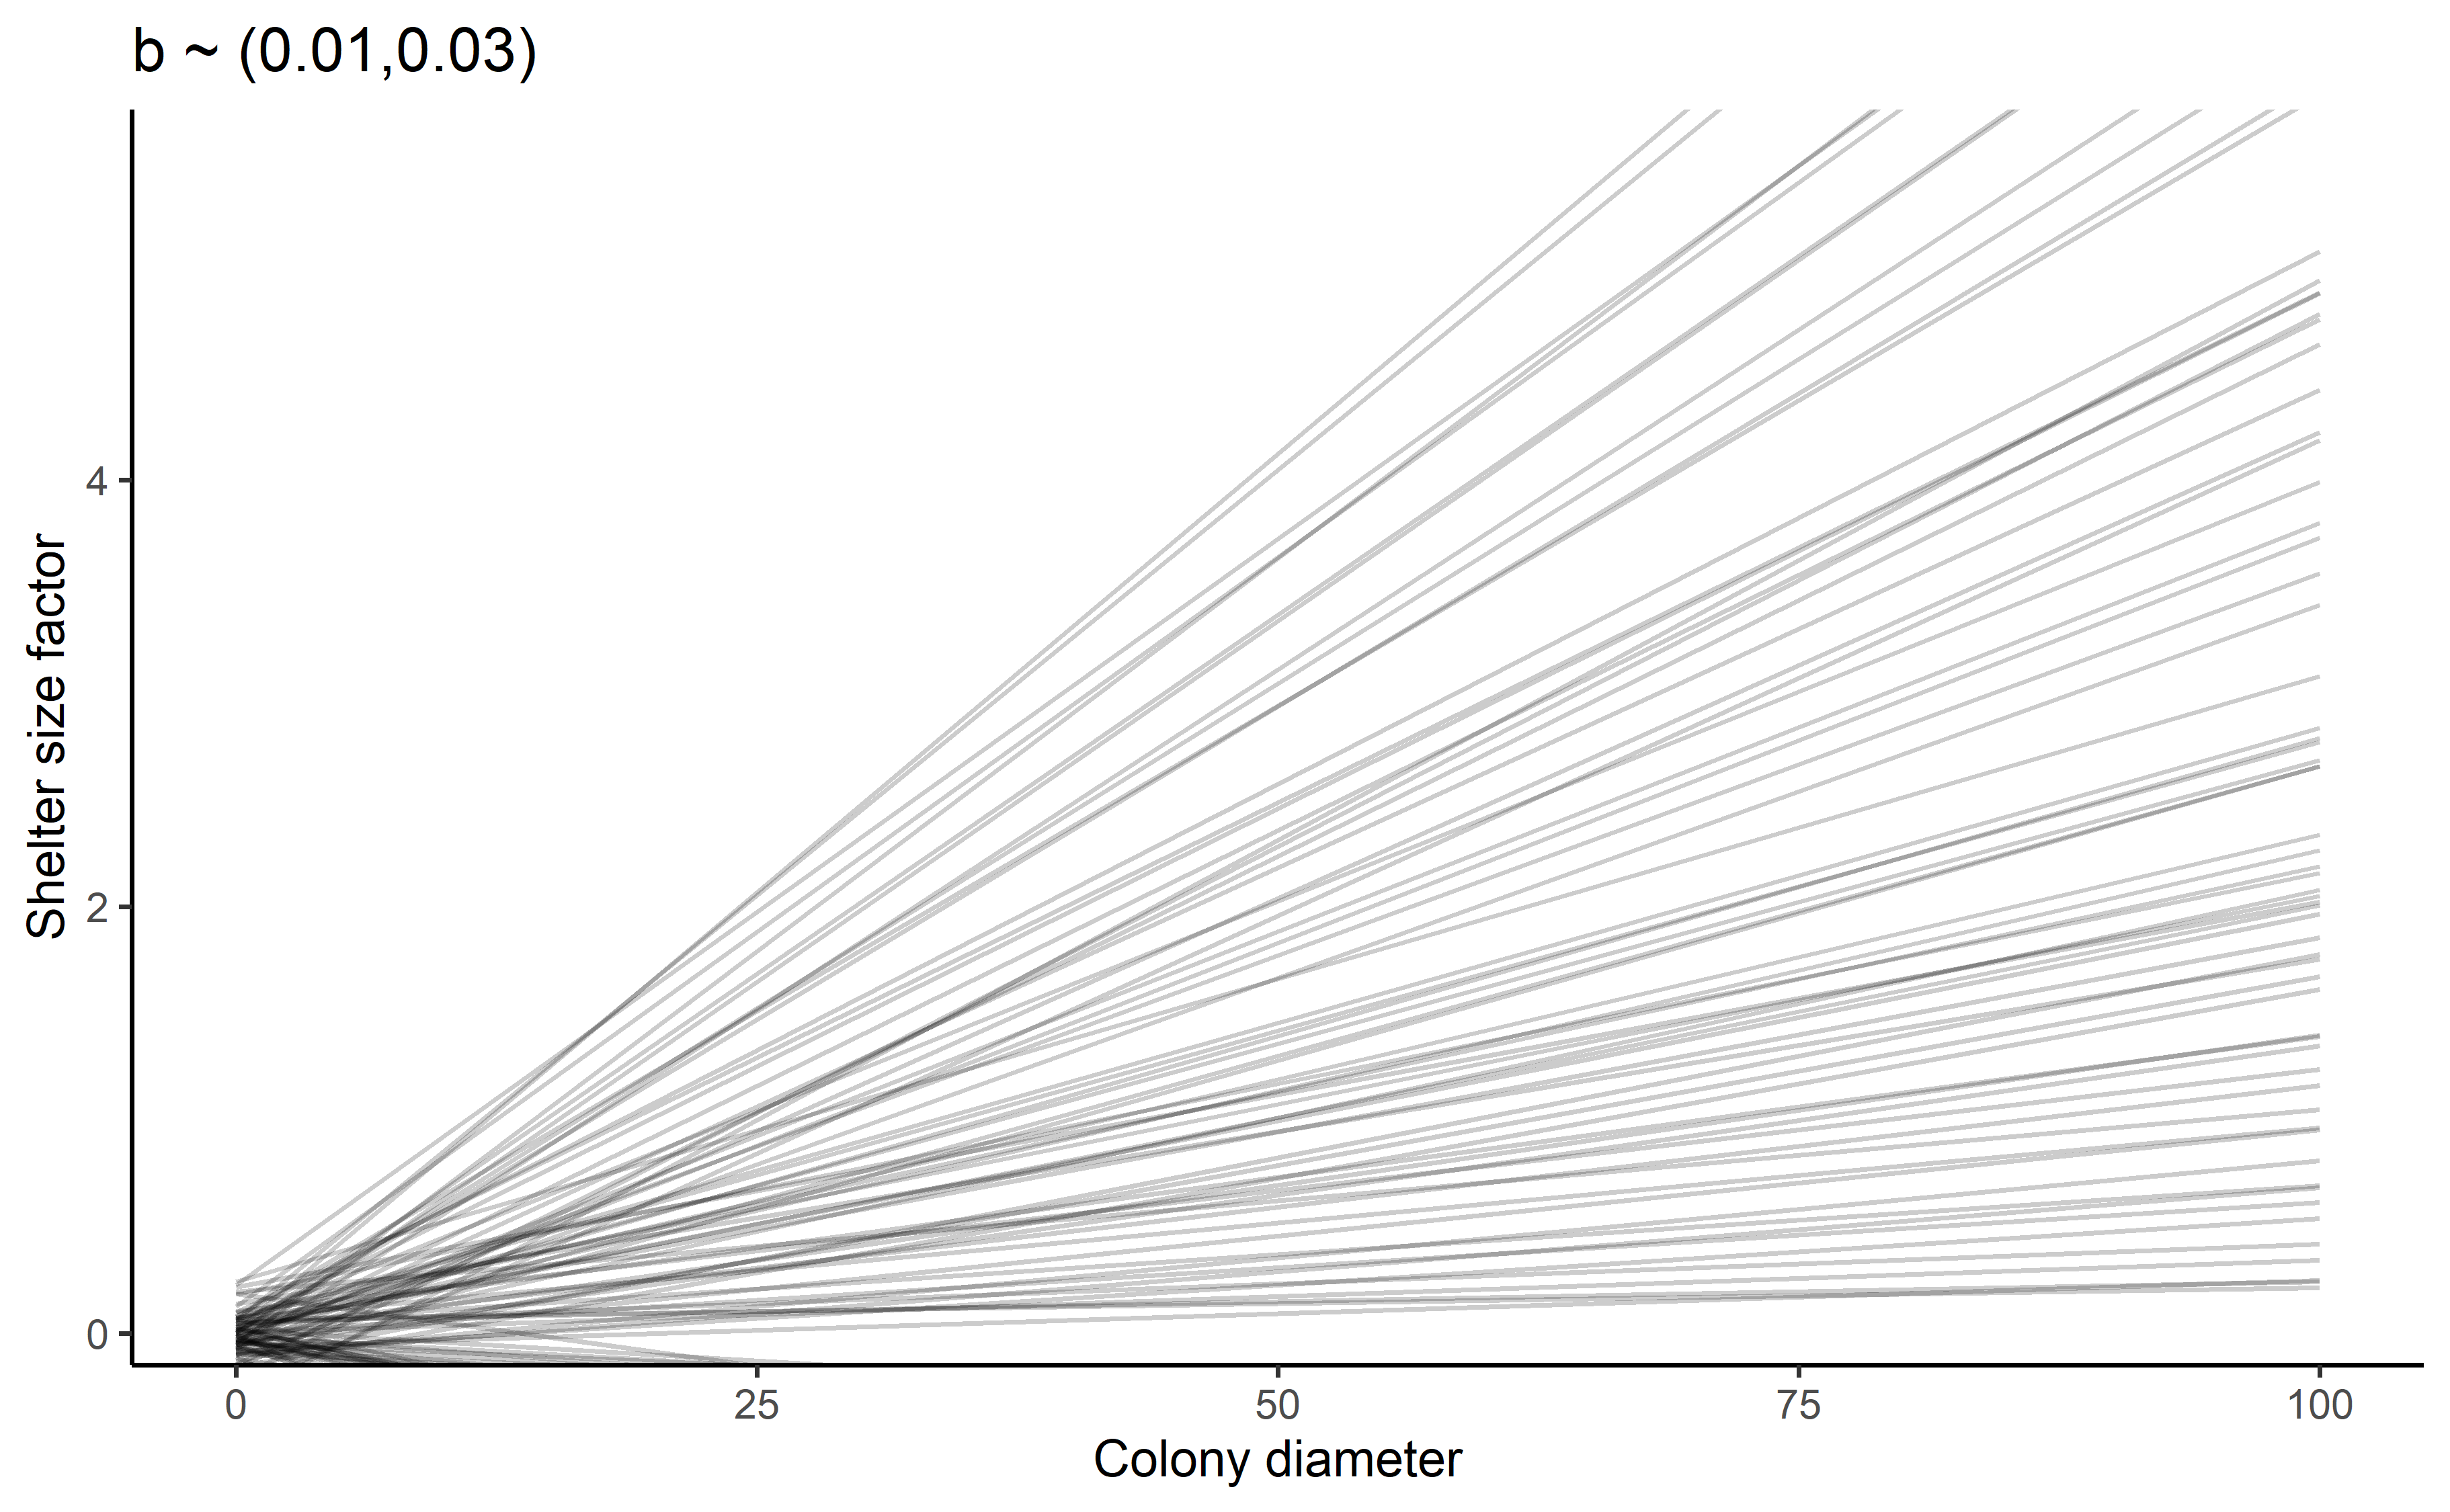 b ~ (0.01,0.03)
Shelter size factor
4
2
0
0 25 50 75 100
Colony diameter